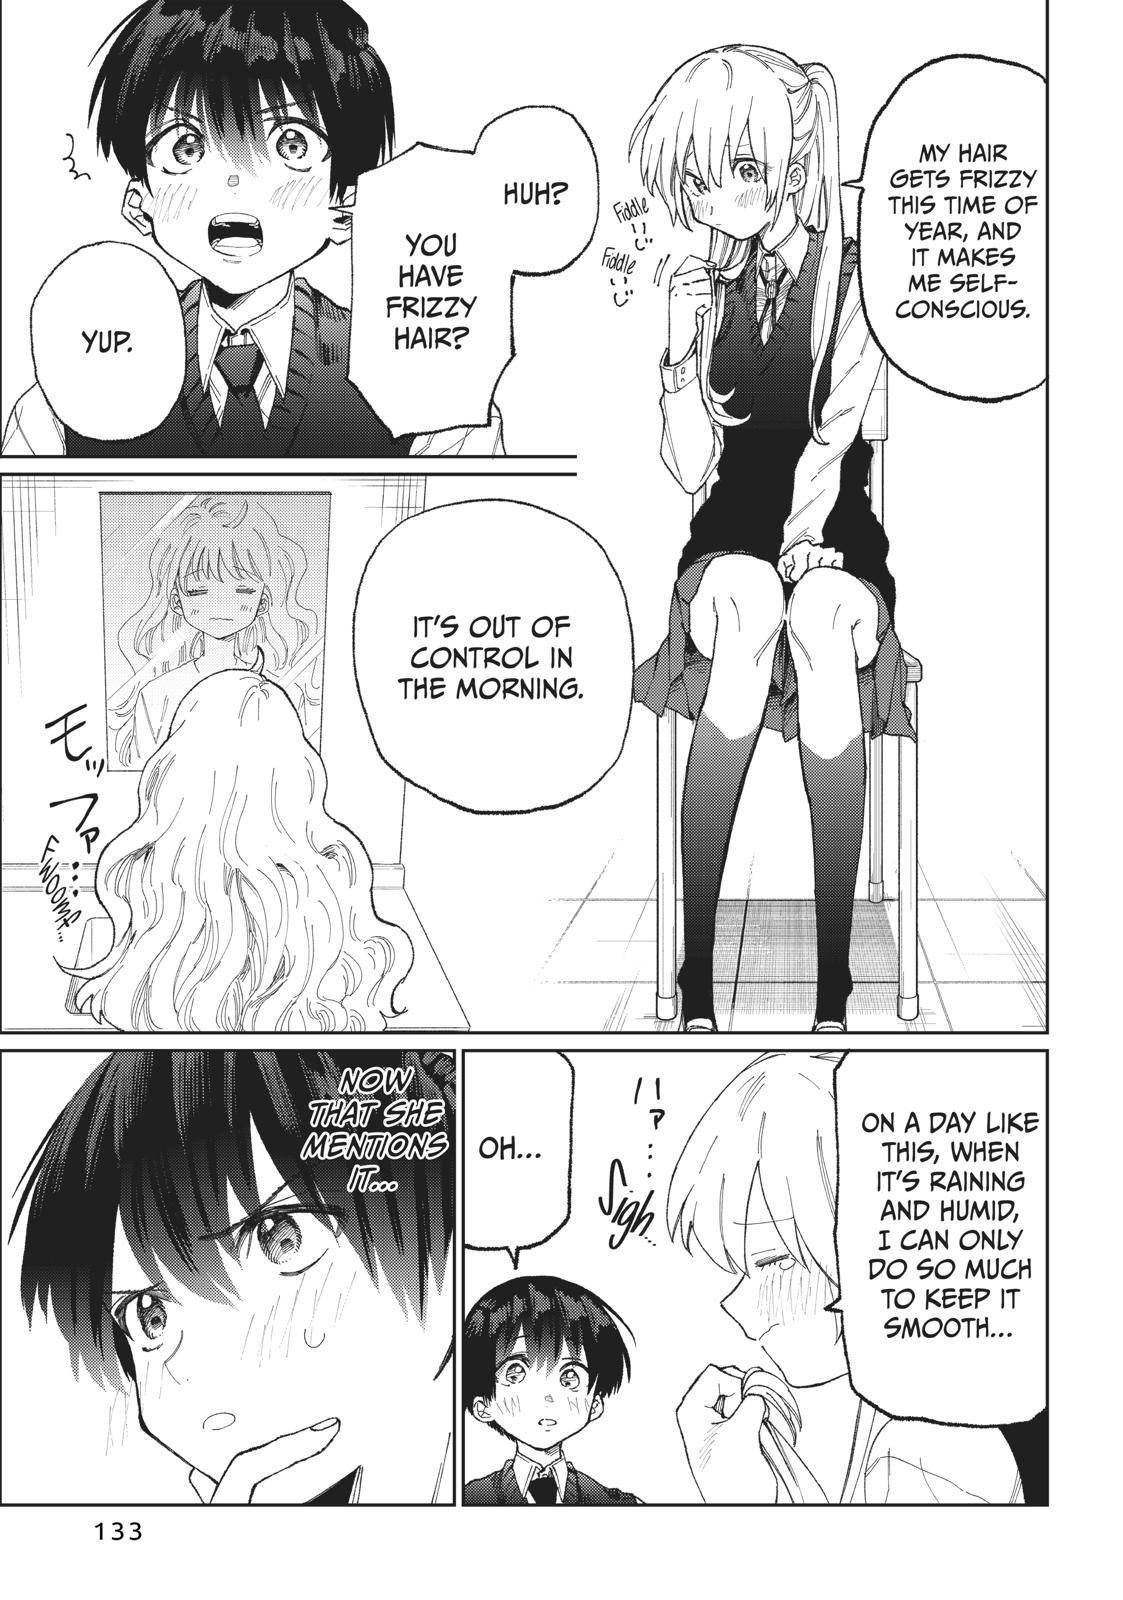 MY HAIR
GETS FRIZZY
THIS TIME OF
YEAR, AND
IT MAKES
ME SELF-
CONSCIOUS.
Fiddle
Fiddle
HUH?
YOU
HAVE
FRIZZY
HAIR?
YUP.
IT'S OUT OF
CONTROL IN
THE MORNING.
モッファ…
FWOOMF...
ON A DAY LIKE
THIS, WHEN
IT'S RAINING
AND HUMID,
I CAN ONLY
DO SO MUCH
TO KEEP IT
SMOOTH...
ハァ…
Sigh...
OH...
NOW
THAT SHE
MENTIONS
IT...
133